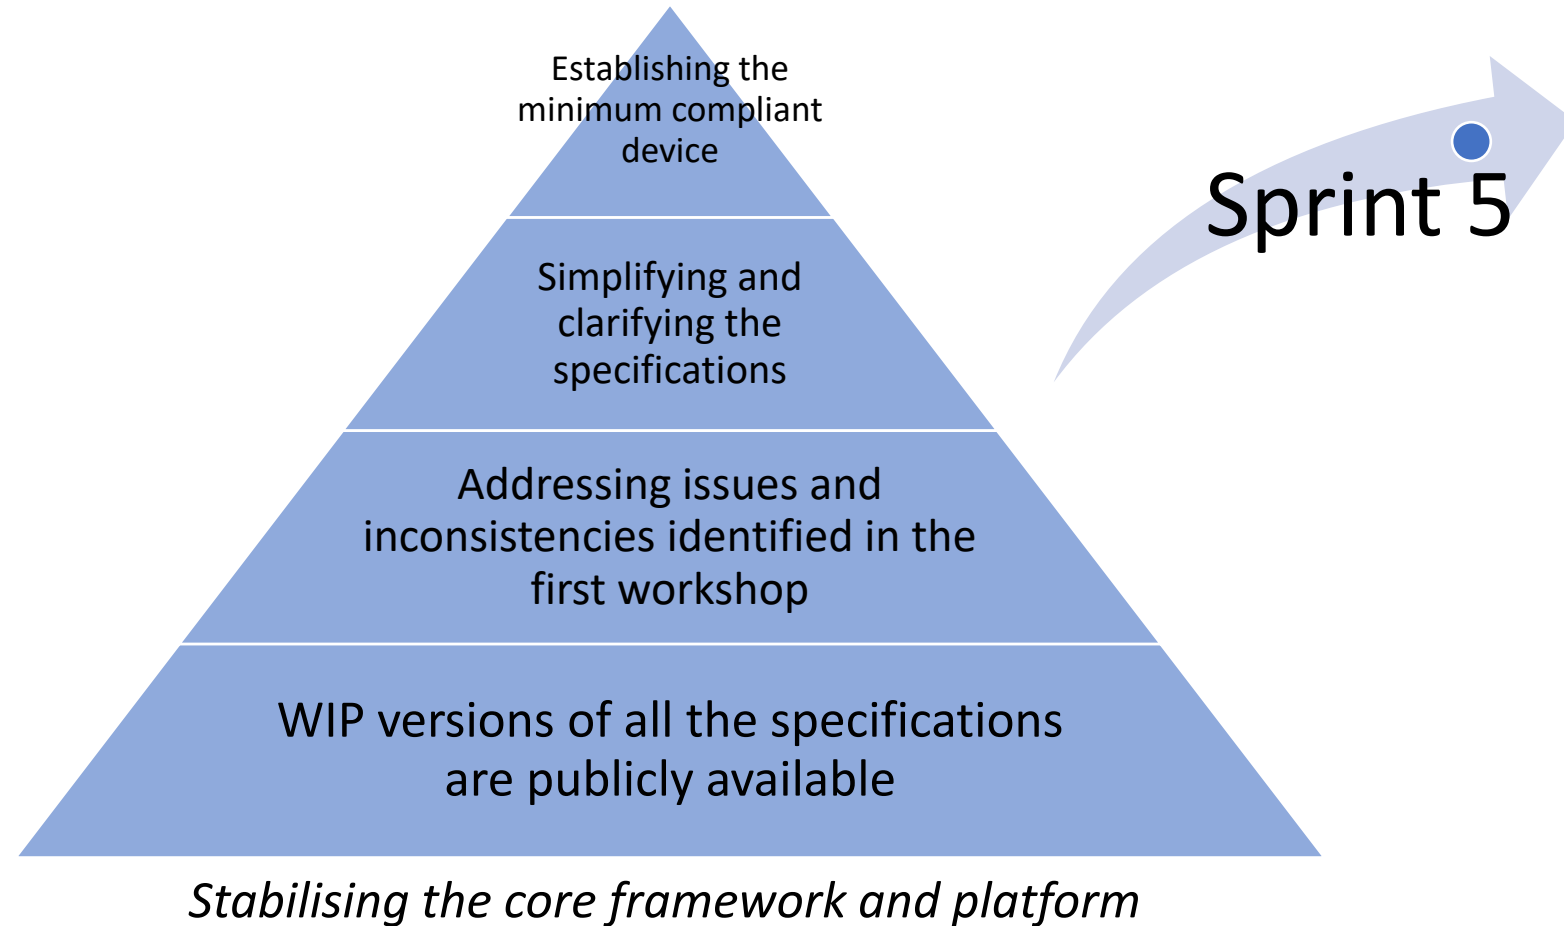 Establishing the
minimum compliant
device
Sprint 5
Simplifying and
clarifying the
specifications
Addressing issues and
inconsistencies identified in the
first workshop
WIP versions of all the specifications
are publicly available
Stabilising the core framework and platform